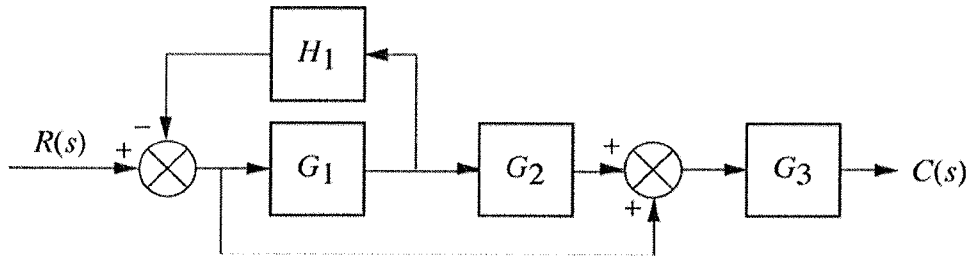 H1
−
R(s) + G1 G2 + G3 C(s)
+